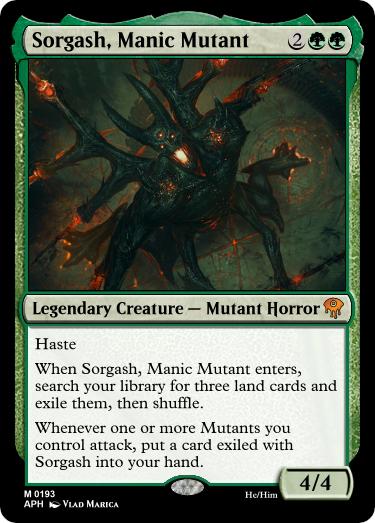 Sorgash, Manic Mutant 2
Legendary Creature — Mutant Horror
Haste
When Sorgash, Manic Mutant enters,
search your library for three land cards and
exile them, then shuffle.
Whenever one or more Mutants you
control attack, put a card exiled with
Sorgash into your hand.
4/4
M 0193
He/Him
APH VLAD MARICA